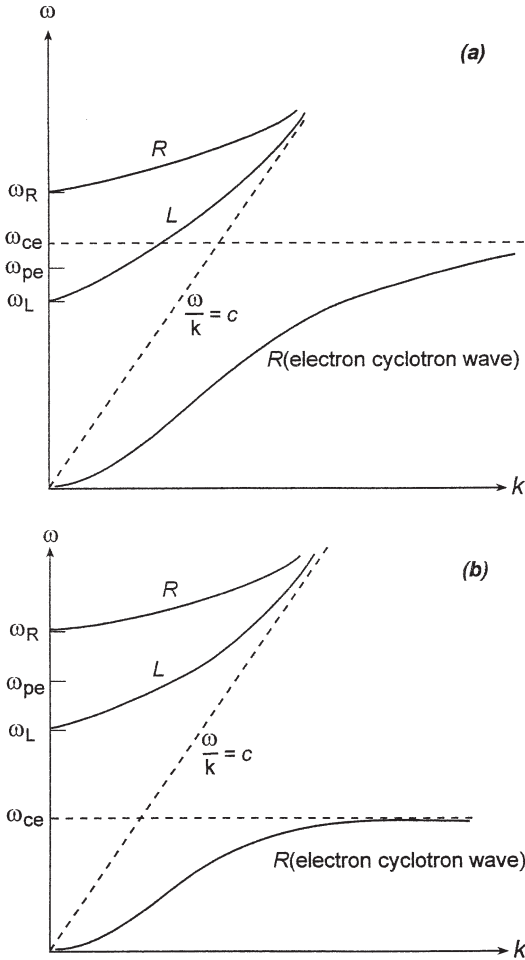 ω
(a)
R
ω_R
L
ω_ce
ω_pe
ω_L
ω/k = c
R(electron cyclotron wave)
k
ω
(b)
R
ω_R
L
ω_pe
ω_L
ω/k = c
ω_ce
R(electron cyclotron wave)
k